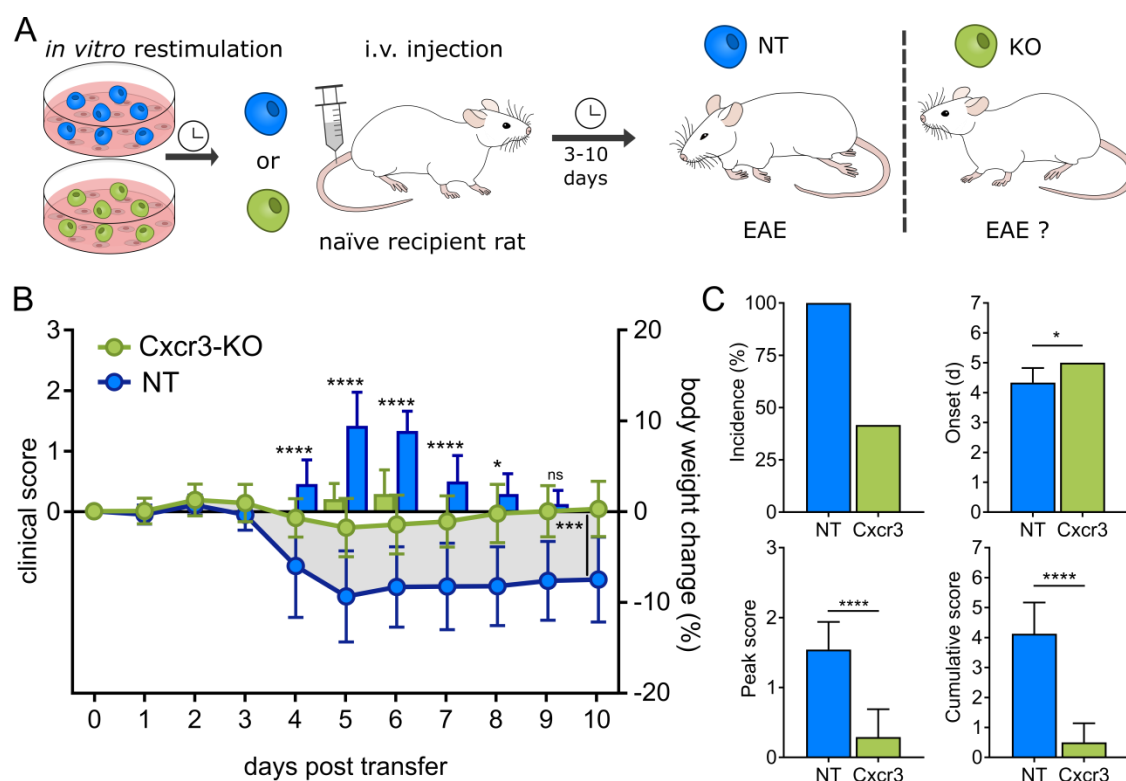 A
in vitro restimulation
i.v. injection
NT
KO
or
3-10
days
naïve recipient rat
EAE
EAE ?
B
Cxcr3-KO
NT
clinical score
3
2
1
0
body weight change (%)
20
10
0
-10
-20
****
****
****
****
*
ns
***
0 1 2 3 4 5 6 7 8 9 10
days post transfer
C
Incidence (%)
100
75
50
25
0
NT Cxcr3
Onset (d)
7
6
5
4
3
2
1
0
*
NT Cxcr3
Peak score
3
2
1
0
****
NT Cxcr3
Cumulative score
7
6
5
4
3
2
1
0
****
NT Cxcr3